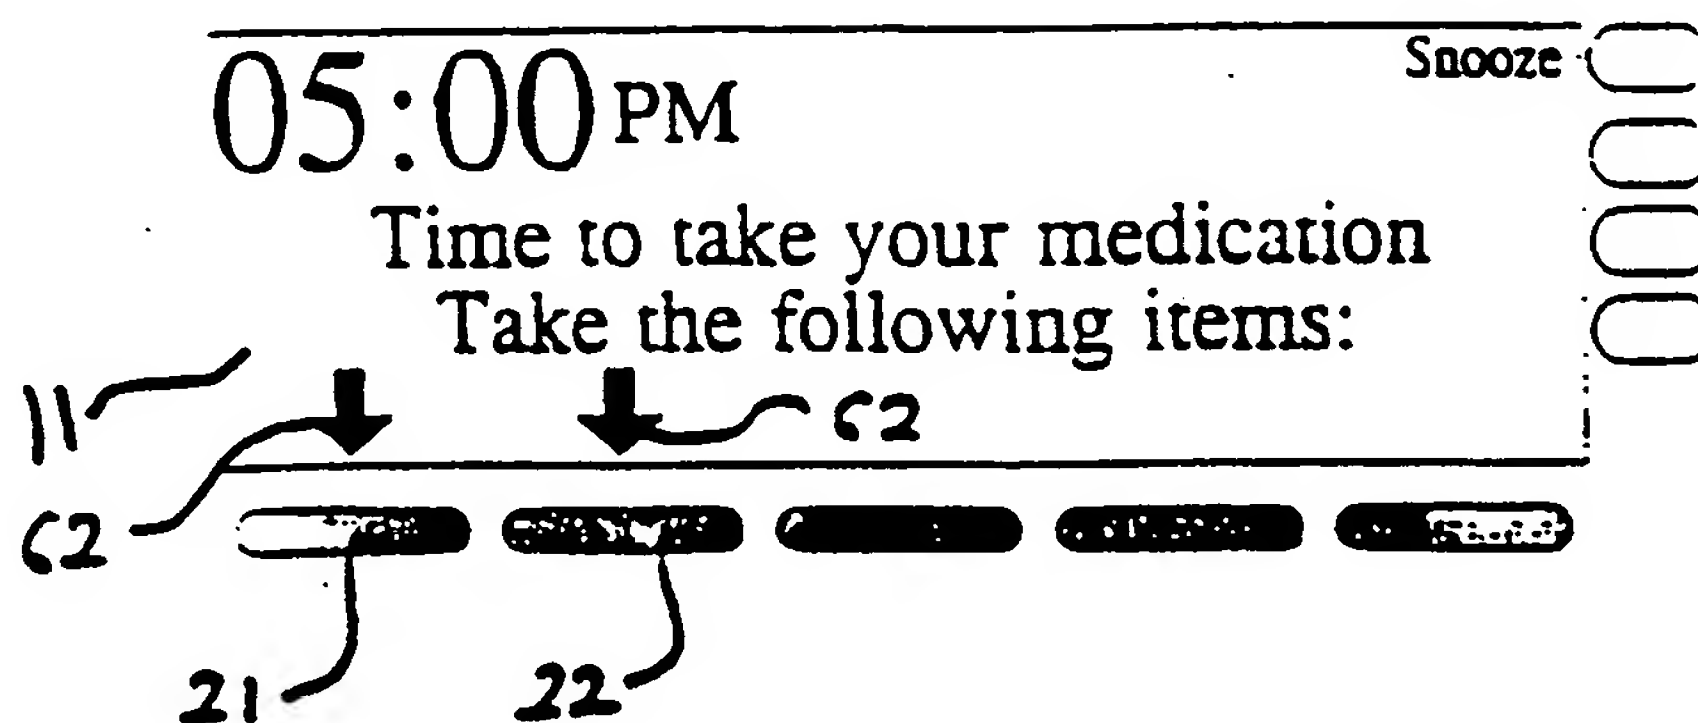 Snooze
05:00 PM
Time to take your medication
Take the following items:
11
62
62
21
22